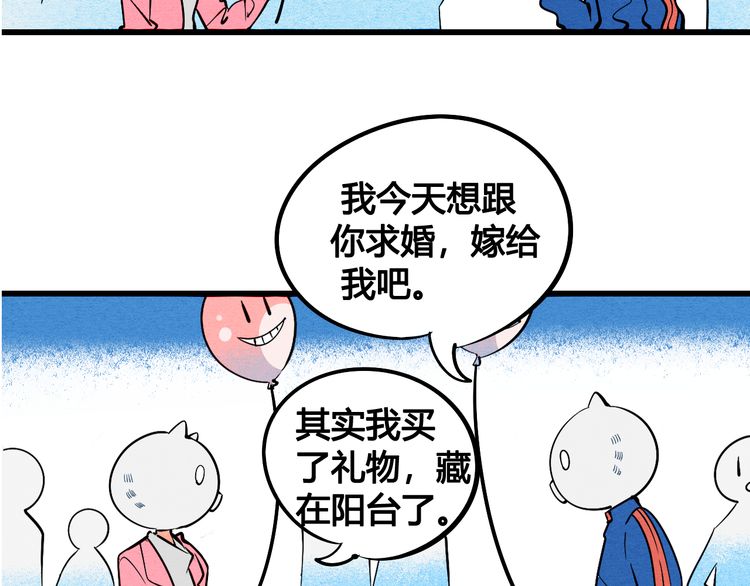 我今天想跟
你求婚，嫁给
我吧。
其实我买
了礼物，藏
在阳台了。